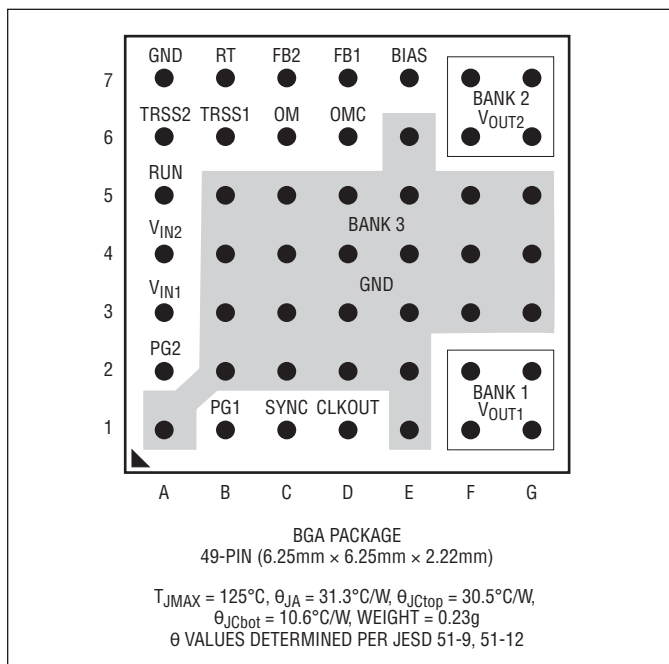 GND RT FB2 FB1 BIAS
7
BANK 2
VOUT2
TRSS2 TRSS1 OM OMC
6
RUN
5
BANK 3
VIN2
4
GND
VIN1
3
PG2
2
BANK 1
VOUT1
PG1 SYNC CLKOUT
1
A B C D E F G
BGA PACKAGE
49-PIN (6.25mm × 6.25mm × 2.22mm)
TJMAX = 125°C, θJA = 31.3°C/W, θJCtop = 30.5°C/W,
θJCbot = 10.6°C/W, WEIGHT = 0.23g
θ VALUES DETERMINED PER JESD 51-9, 51-12